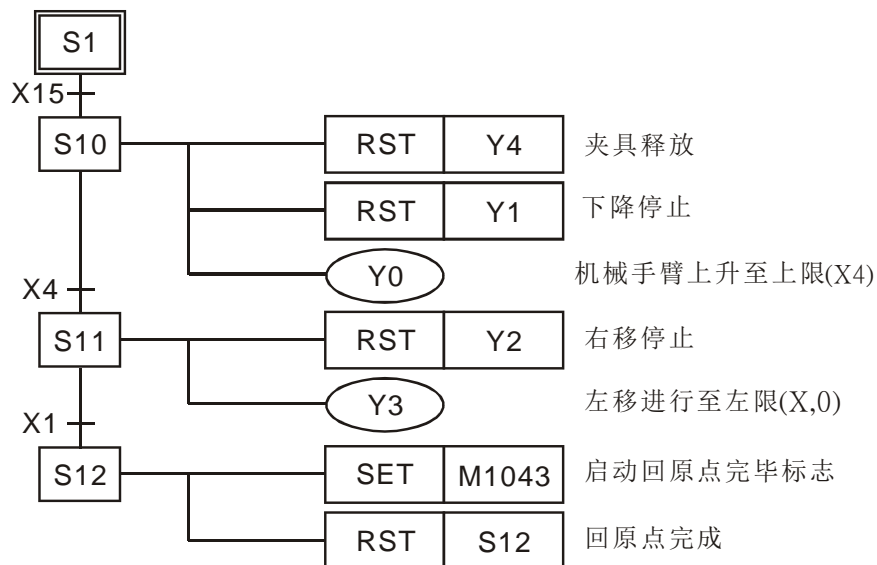 S1
X15
S10 RST Y4 夹具释放
RST Y1 下降停止
Y0 机械手臂上升至上限(X4)
X4
S11 RST Y2 右移停止
Y3 左移进行至左限(X,0)
X1
S12 SET M1043 启动回原点完毕标志
RST S12 回原点完成